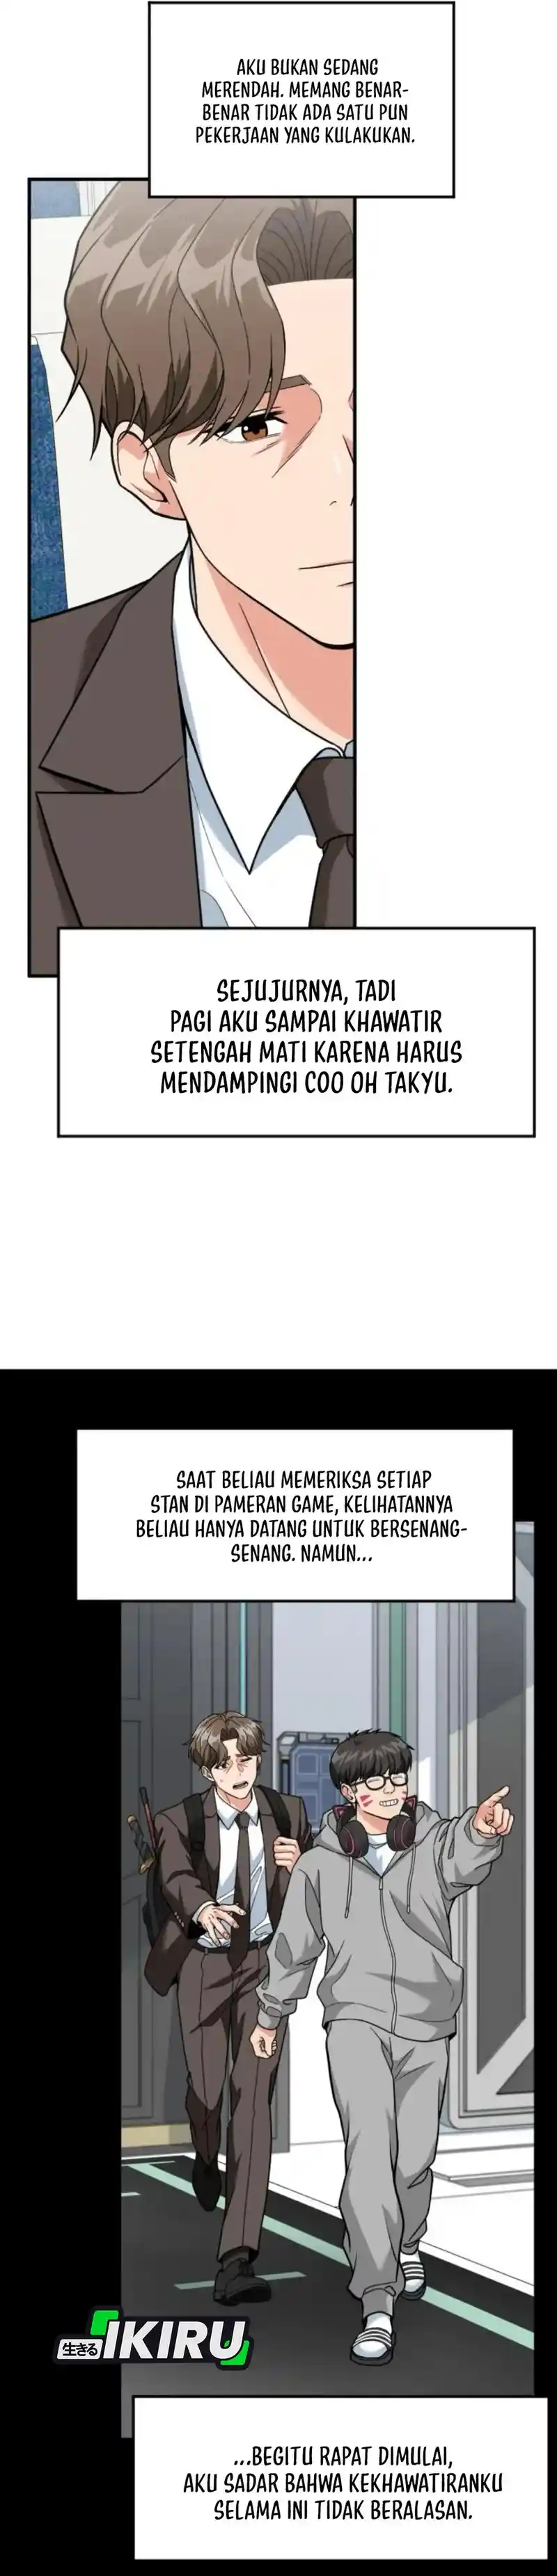 AKU BUKAN SEDANG
MERENDAH. MEMANG BENAR-
BENAR TIDAK ADA SATU PUN
PEKERJAAN YANG KULAKUKAN.
SEJUJURNYA, TADI
PAGI AKU SAMPAI KHAWATIR
SETENGAH MATI KARENA HARUS
MENDAMPINGI COO OH TAKYU.
SAAT BELIAU MEMERIKSA SETIAP
STAN DI PAMERAN GAME, KELIHATANNYA
BELIAU HANYA DATANG UNTUK BERSENANG-
SENANG. NAMUN...
生きる IKIRU
...BEGITU RAPAT DIMULAI,
AKU SADAR BAHWA KEKHAWATIRANKU
SELAMA INI TIDAK BERALASAN.